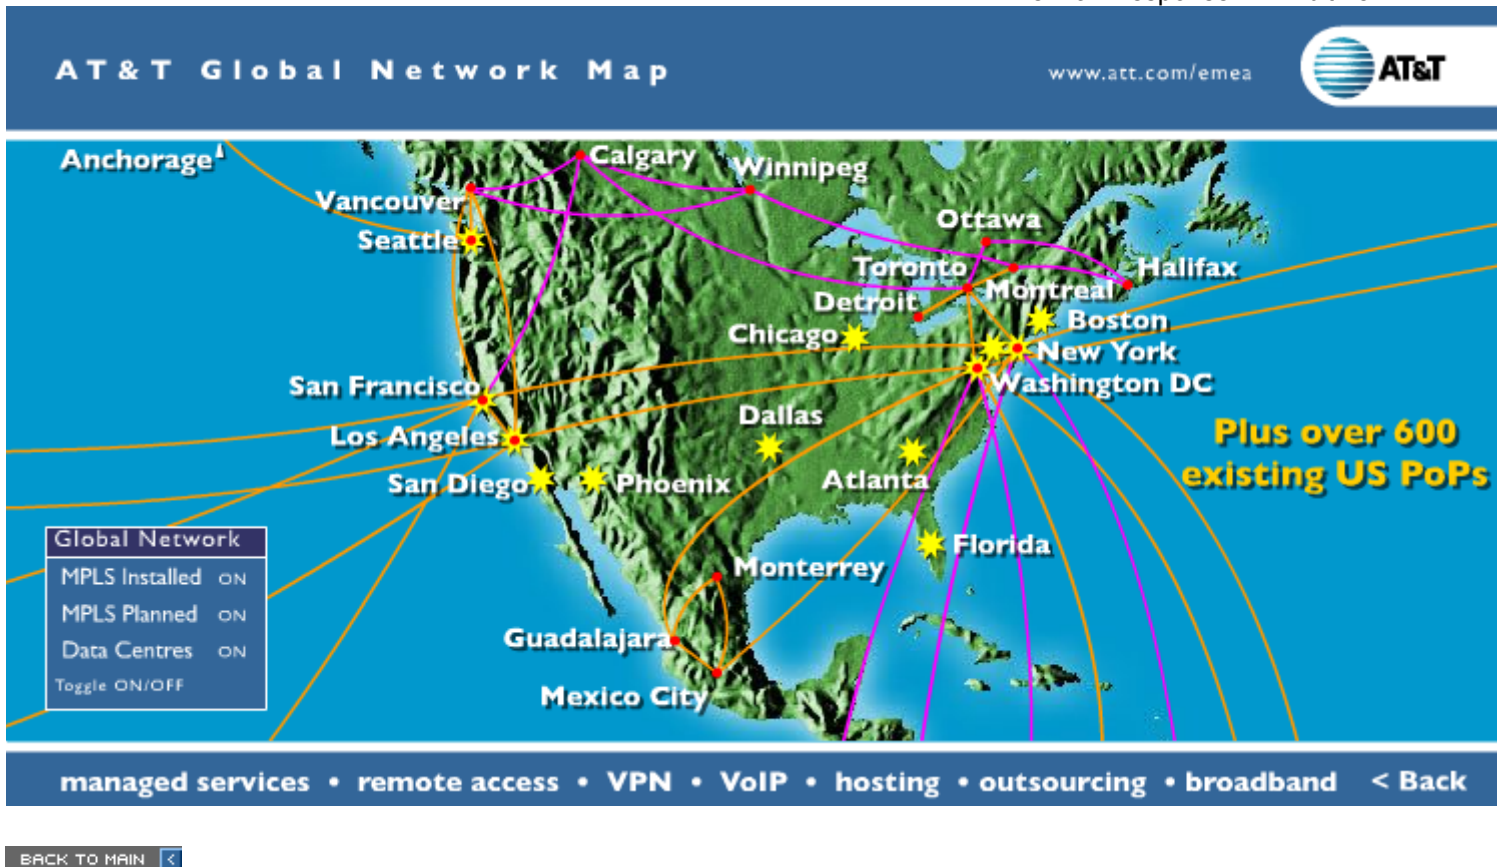 AT&T Global Network Map
www.att.com/emea
AT&T
Anchorage
Calgary
Winnipeg
Vancouver
Ottawa
Seattle
Toronto
Halifax
Montreal
Detroit
Boston
Chicago
New York
San Francisco
Washington DC
Dallas
Los Angeles
Plus over 600
existing US PoPs
San Diego
Phoenix
Atlanta
Florida
Monterrey
Guadalajara
Mexico City
Global Network
MPLS Installed ON
MPLS Planned ON
Data Centres ON
Toggle ON/OFF
managed services • remote access • VPN • VoIP • hosting • outsourcing • broadband < Back
BACK TO MAIN <